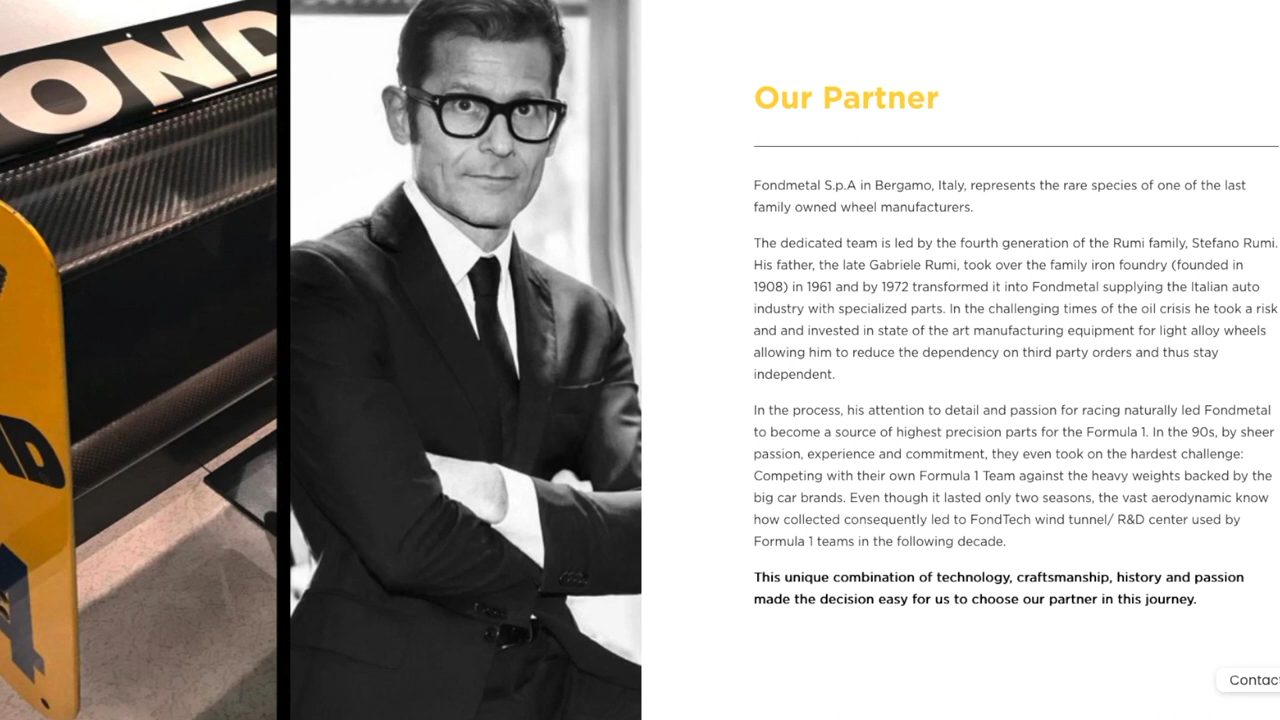 OND
ND
Our Partner
Fondmetal S.p.A in Bergamo, Italy, represents the rare species of one of the last
family owned wheel manufacturers.
The dedicated team is led by the fourth generation of the Rumi family, Stefano Rumi.
His father, the late Gabriele Rumi, took over the family iron foundry (founded in
1908) in 1961 and by 1972 transformed it into Fondmetal supplying the Italian auto
industry with specialized parts. In the challenging times of the oil crisis he took a risk
and and invested in state of the art manufacturing equipment for light alloy wheels
allowing him to reduce the dependency on third party orders and thus stay
independent.
In the process, his attention to detail and passion for racing naturally led Fondmetal
to become a source of highest precision parts for the Formula 1. In the 90s, by sheer
passion, experience and commitment, they even took on the hardest challenge:
Competing with their own Formula 1 Team against the heavy weights backed by the
big car brands. Even though it lasted only two seasons, the vast aerodynamic know
how collected consequently led to FondTech wind tunnel/ R&D center used by
Formula 1 teams in the following decade.
This unique combination of technology, craftsmanship, history and passion
made the decision easy for us to choose our partner in this journey.
Contac